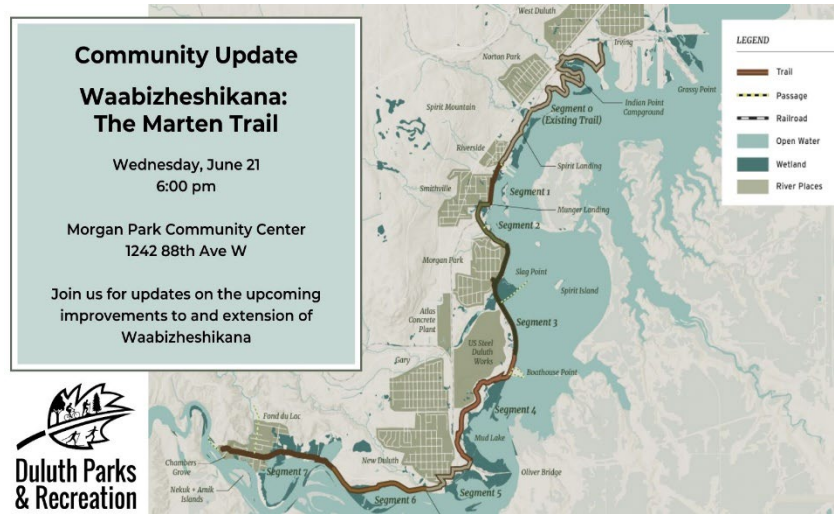 Community Update
Waabizheshikana:
The Marten Trail
Wednesday, June 21
6:00 pm
Morgan Park Community Center
1242 88th Ave W
Join us for updates on the upcoming
improvements to and extension of
Waabizheshikana
Duluth Parks
& Recreation
West Duluth
Irving
Norton Park
Grassy Point
Spirit Mountain
Segment 0
(Existing Trail)
Indian Point
Campground
Riverside
Spirit Landing
Smithville
Segment 1
Munger Landing
Segment 2
Morgan Park
Slag Point
Spirit Island
Atlas
Concrete
Plant
Segment 3
US Steel
Duluth
Works
Gary
Boathouse Point
Segment 4
Fond du Lac
Mud Lake
New Duluth
Chambers
Grove
Segment 7
Oliver Bridge
Nekuk + Amik
Islands
Segment 6
Segment 5
LEGEND
Trail
Passage
Railroad
Open Water
Wetland
River Places